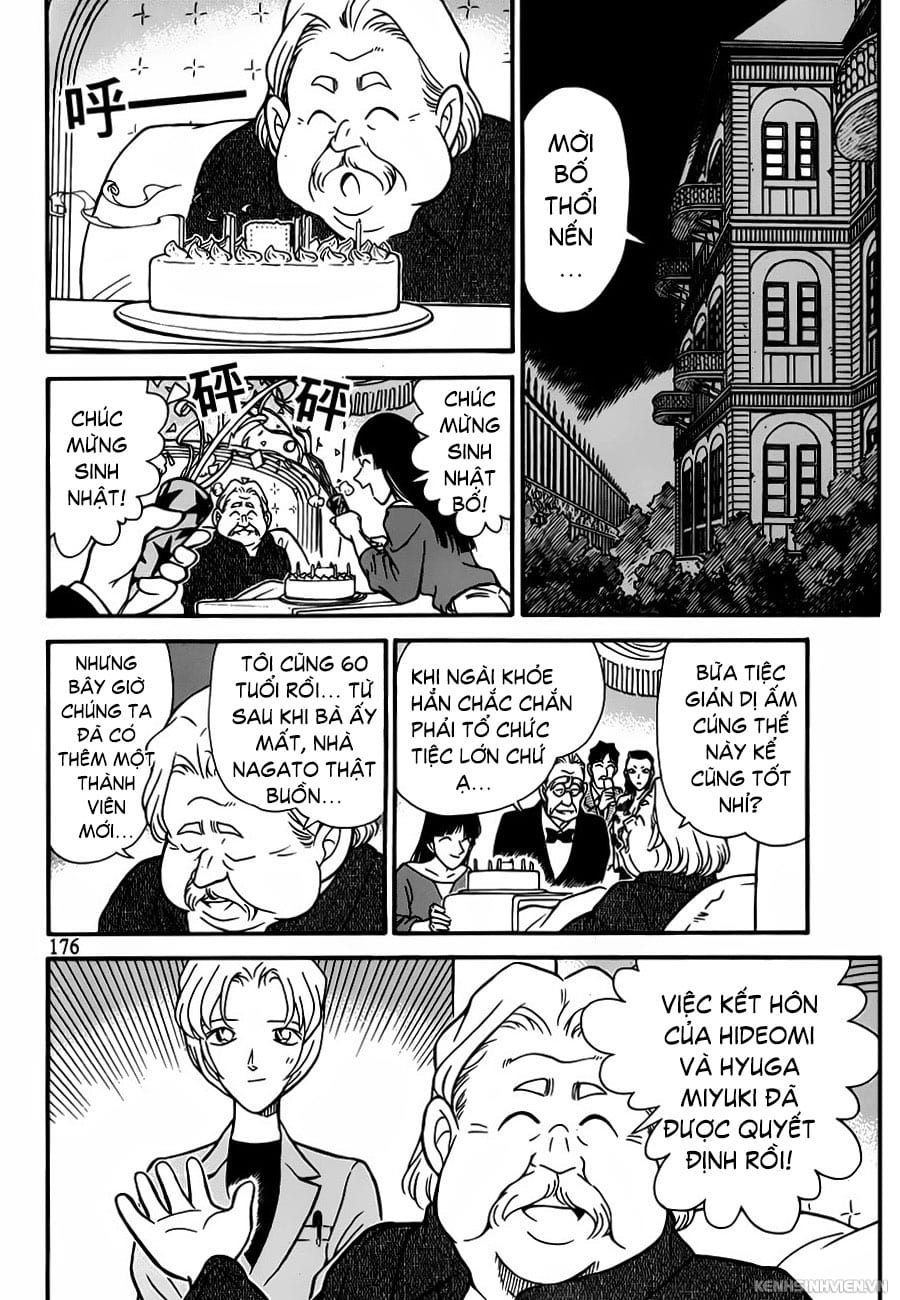 MỜI
BỐ
THỔI
NẾN
...
呼—
CHÚC
MỪNG
SINH
NHẬT
BỐ!
砰
砰
CHÚC
MỪNG
SINH
NHẬT!
BỮA TIỆC
GIẢN DỊ ẤM
CÚNG THẾ
NÀY KỂ
CŨNG TỐT
NHỈ?
KHI NGÀI KHỎE
HẲN CHẮC CHẮN
PHẢI TỔ CHỨC
TIỆC LỚN CHỨ
Ạ...
TÔI CŨNG 60
TUỔI RỒI... TỪ
SAU KHI BÀ ẤY
MẤT, NHÀ
NAGATO THẬT
BUỒN...
NHƯNG
BÂY GIỜ
CHÚNG TA
ĐÃ CÓ
THÊM MỘT
THÀNH
VIÊN
MỚI...
176
VIỆC KẾT HÔN
CỦA HIDEOMI
VÀ HYUGA
MIYUKI ĐÃ
ĐƯỢC QUYẾT
ĐỊNH RỒI!
KENHSINHVIEN.VN